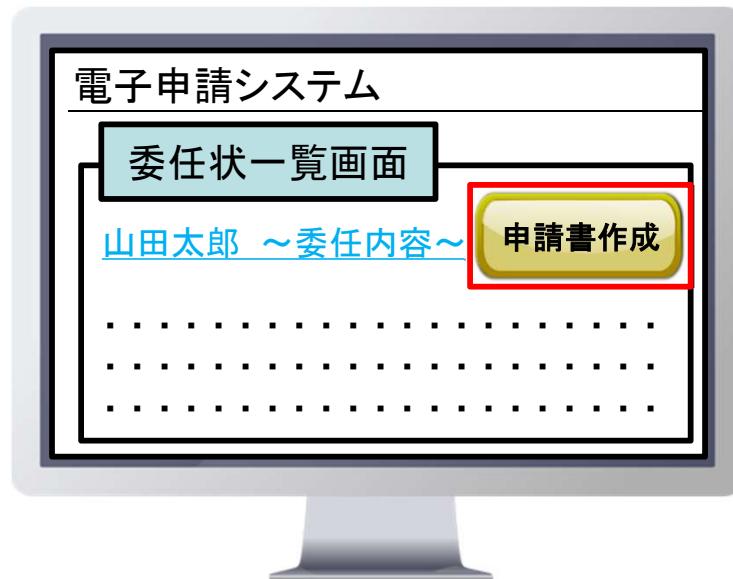 電子申請システム
委任状一覧画面
山田太郎 ～委任内容～
申請書作成